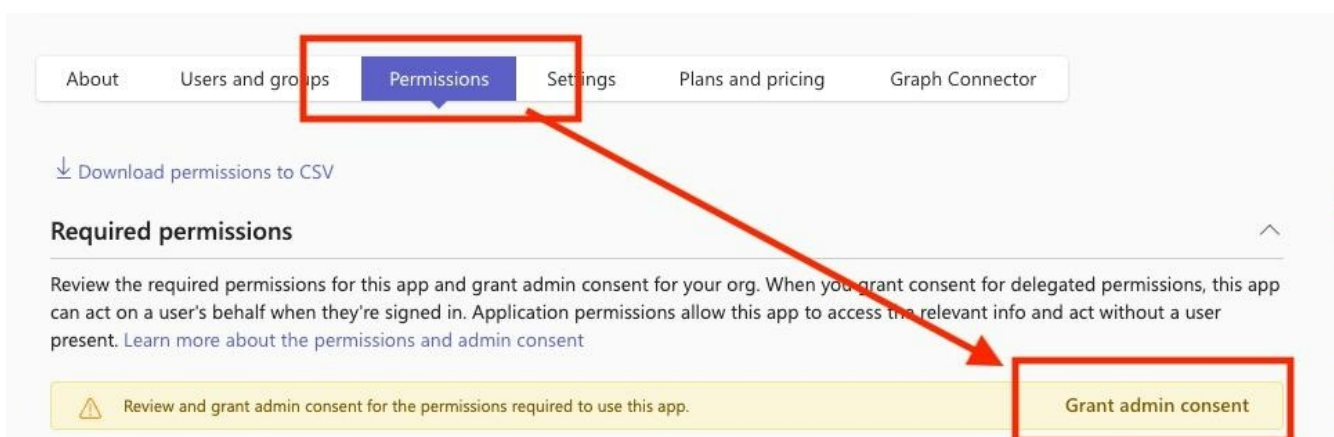 About Users and groups Permissions Settings Plans and pricing Graph Connector
Download permissions to CSV
Required permissions
Review the required permissions for this app and grant admin consent for your org. When you grant consent for delegated permissions, this app
can act on a user's behalf when they're signed in. Application permissions allow this app to access the relevant info and act without a user
present. Learn more about the permissions and admin consent
Review and grant admin consent for the permissions required to use this app. Grant admin consent